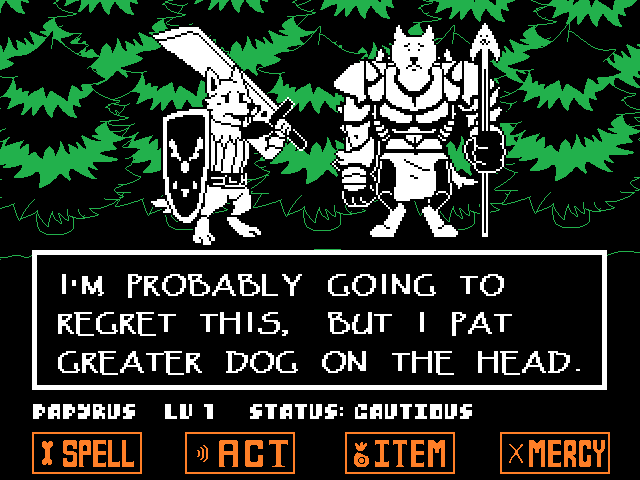 I'M PROBABLY GOING TO
REGRET THIS, BUT I PAT
GREATER DOG ON THE HEAD.
PAPYRUS LV 1 STATUS: CAUTIOUS
SPELL ACT ITEM MERCY